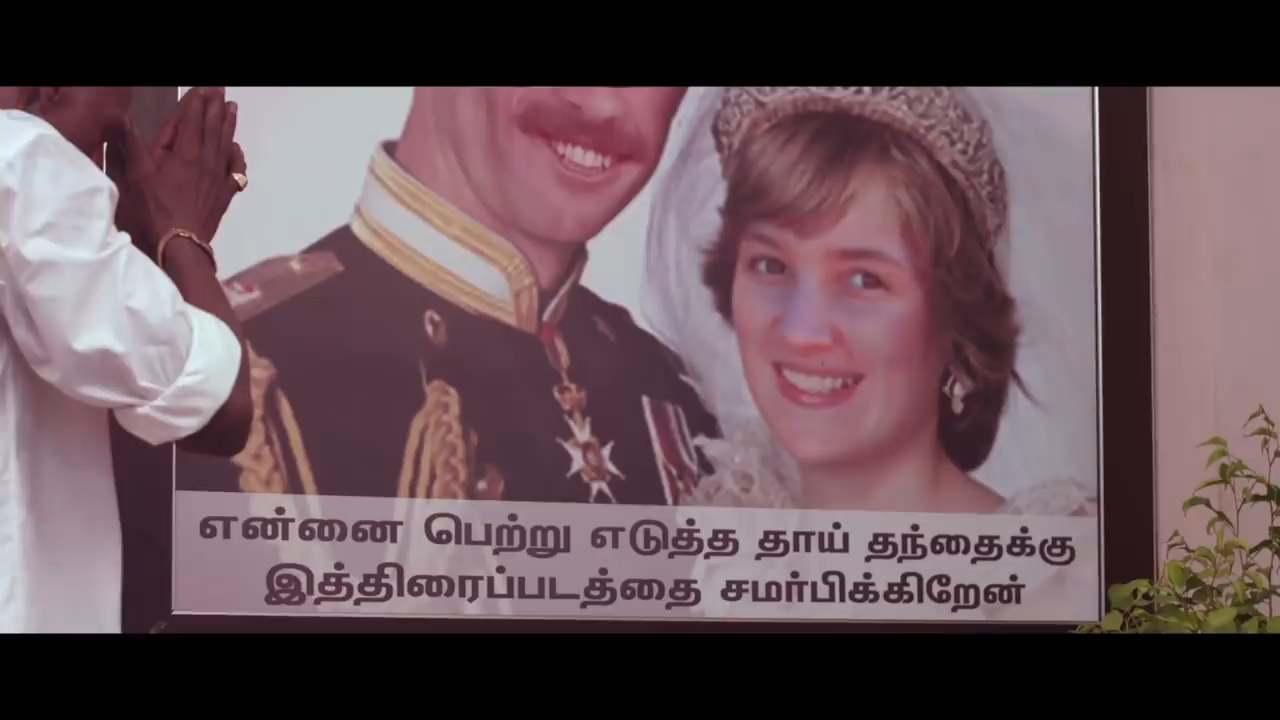 என்னை பெற்று எடுத்த தாய் தந்தைக்கு
இத்திரைப்படத்தை சமர்பிக்கிறேன்